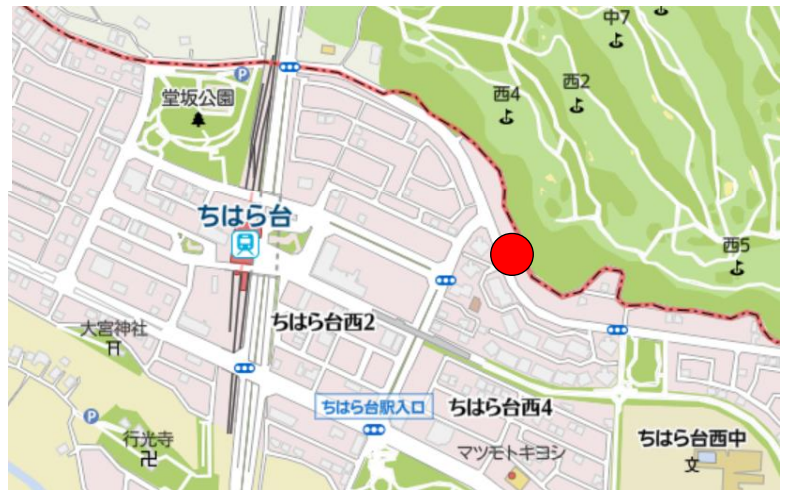 中7
P
西2
西4
堂坂公園
ちはら台
西5
ちはら台西2
大宮神社
ちはら台駅入口
ちはら台西4
P
行光寺
マツモトキヨシ
ちはら台西中
文